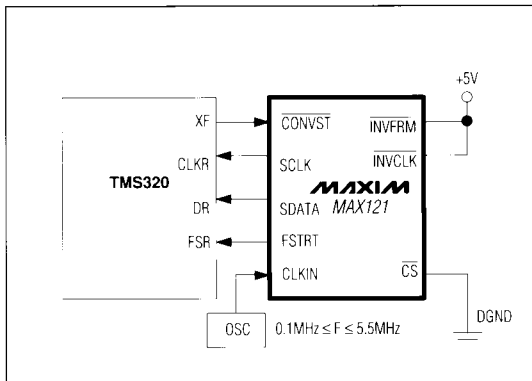 +5V
XF
CONVST
INVFRM
CLKR
SCLK
INVCLK
TMS320
MAXIM
MAX121
DR
SDATA
FSR
FSTRT
CLKIN
CS
OSC
0.1MHz ≤ F ≤ 5.5MHz
DGND